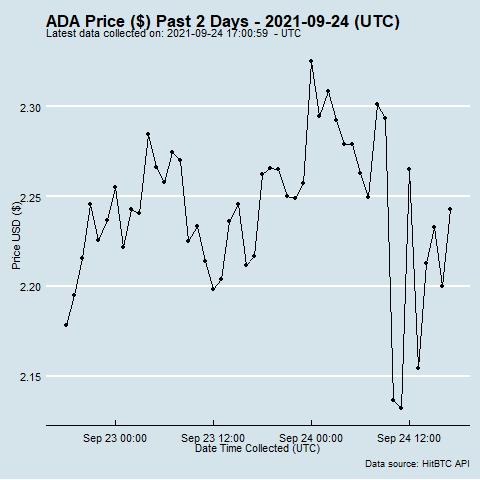 ADA Price ($) Past 2 Days - 2021-09-24 (UTC)
Latest data collected on: 2021-09-24 17:00:59 - UTC
Price USD ($)
2.30
2.25
2.20
2.15
Sep 23 00:00
Sep 23 12:00
Sep 24 00:00
Sep 24 12:00
Date Time Collected (UTC)
Data source: HitBTC API